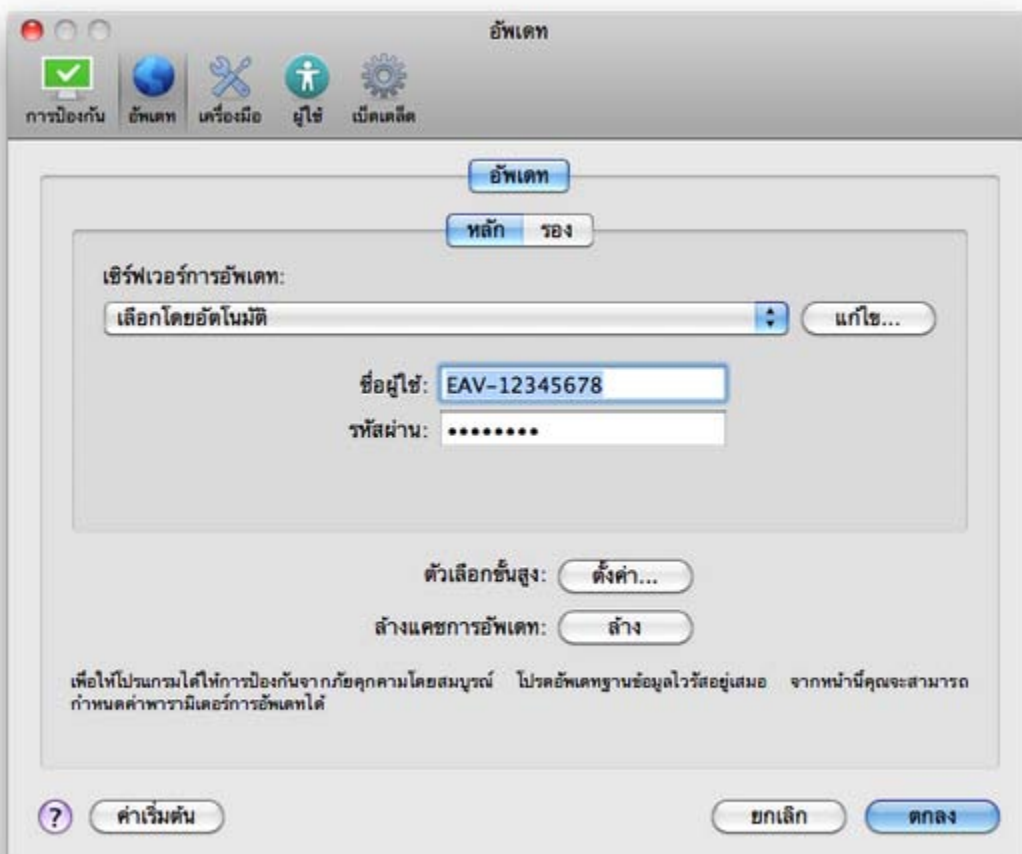 อัพเดท
การป้องกัน อัพเดท เครื่องมือ ผู้ใช้ เบ็ดเตล็ด
อัพเดท
หลัก รอง
เซิร์ฟเวอร์การอัพเดท:
เลือกโดยอัตโนมัติ แก้ไข...
ชื่อผู้ใช้: EAV-12345678
รหัสผ่าน: ••••••••
ตัวเลือกขั้นสูง: ตั้งค่า...
ล้างแคชการอัพเดท: ล้าง
เพื่อให้โปรแกรมได้ให้การป้องกันจากภัยคุกคามโดยสมบูรณ์ โปรดอัพเดทฐานข้อมูลไวรัสอยู่เสมอ จากหน้านี้คุณจะสามารถ
กำหนดค่าพารามิเตอร์การอัพเดทได้
? ค่าเริ่มต้น ยกเลิก ตกลง